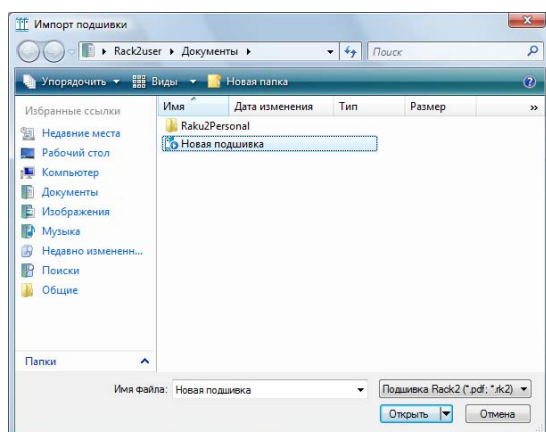 Импорт подшивки
Rack2user ▸ Документы ▸ Поиск
Упорядочить Виды Новая папка
Избранные ссылки
Имя Дата изменения Тип Размер »
Недавние места
Рабочий стол
Компьютер
Документы
Изображения
Музыка
Недавно измененн...
Поиски
Общие
Raku2Personal
Новая подшивка
Папки
Имя файла: Новая подшивка Подшивка Rack2 (*.pdf; *.rk2)
Открыть Отмена